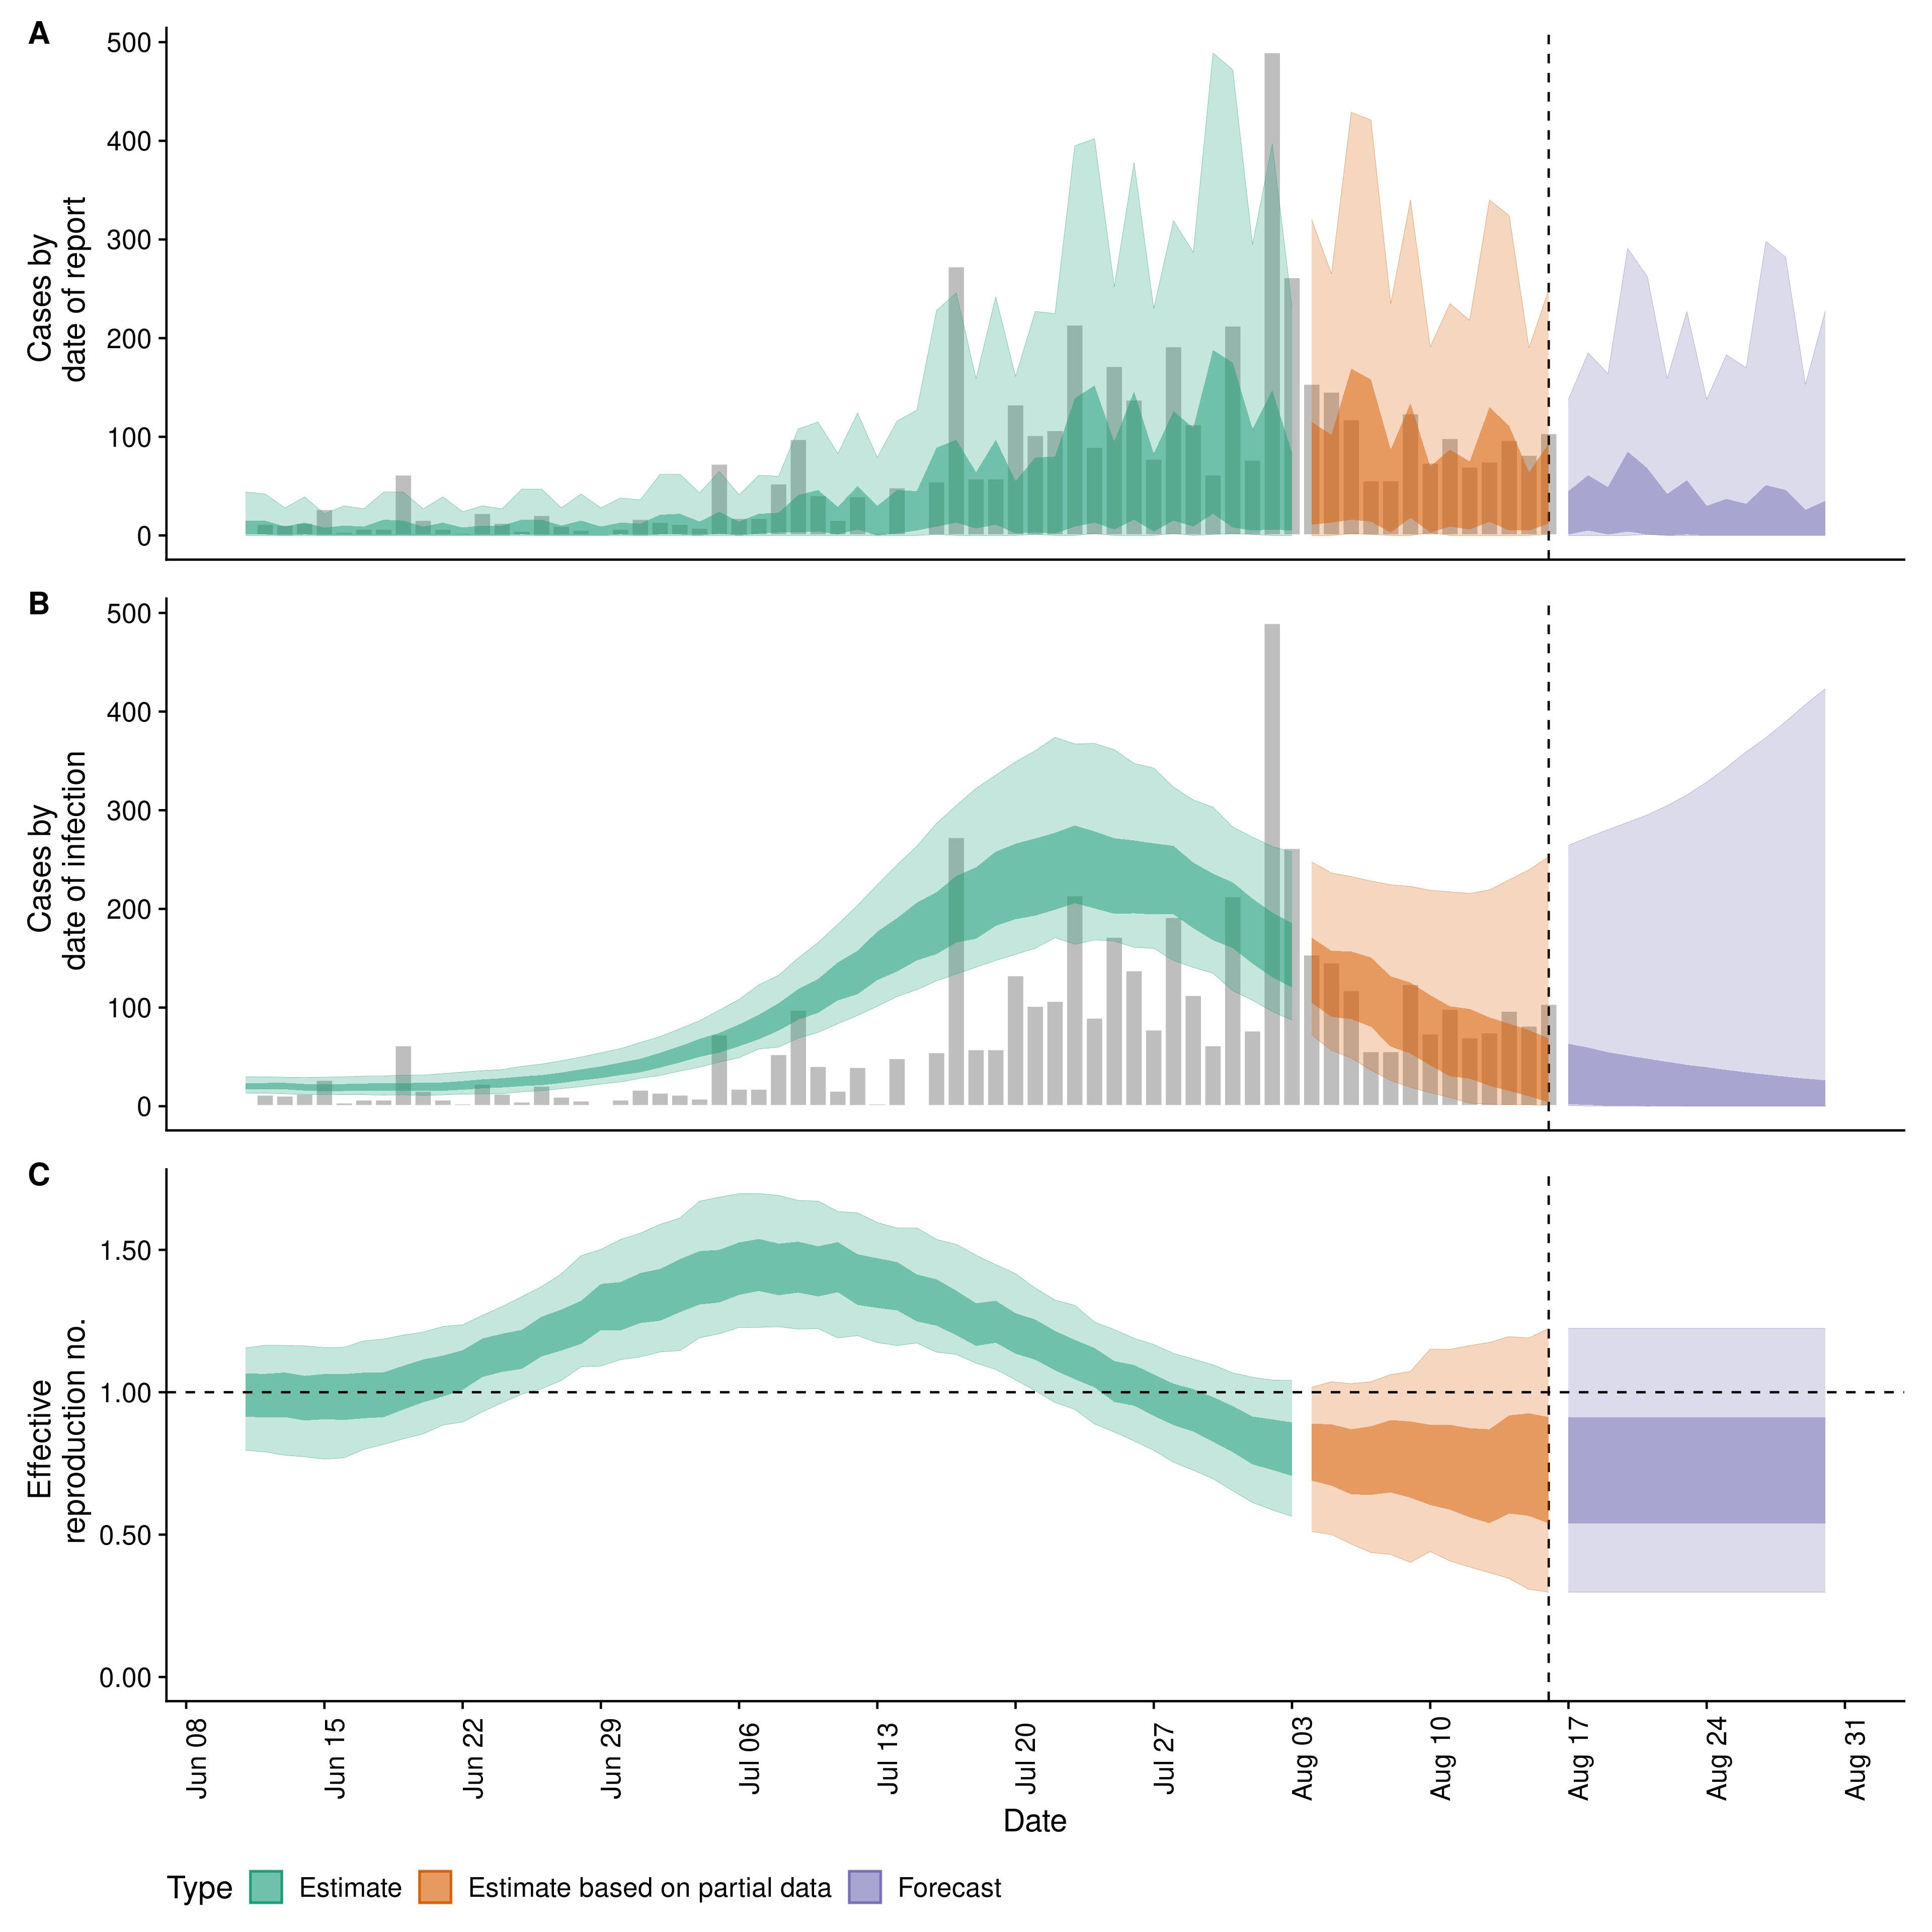 A
500
400
300
200
100
0
Cases by
date of report
B
500
400
300
200
100
0
Cases by
date of infection
C
1.50
1.00
0.50
0.00
Effective
reproduction no.
Jun 08
Jun 15
Jun 22
Jun 29
Jul 06
Jul 13
Jul 20
Jul 27
Aug 03
Aug 10
Aug 17
Aug 24
Aug 31
Date
Type Estimate Estimate based on partial data Forecast